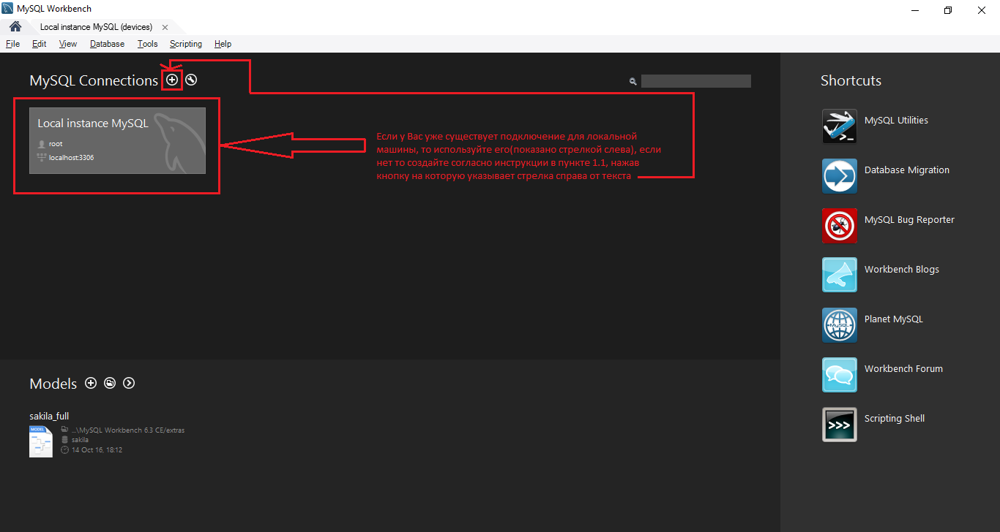 MySQL Workbench
Local instance MySQL (devices)
File Edit View Database Tools Scripting Help
MySQL Connections
Local instance MySQL
root
localhost:3306
Если у Вас уже существует подключение для локальной
машины, то используйте его(показано стрелкой слева), если
нет то создайте согласно инструкции в пункте 1.1, нажав
кнопку на которую указывает стрелка справа от текста
Shortcuts
MySQL Utilities
Database Migration
MySQL Bug Reporter
Workbench Blogs
MySQL
Planet MySQL
Workbench Forum
>>>
Scripting Shell
Models
sakila_full
MODEL
...\MySQL Workbench 6.3 CE/extras
sakila
14 Oct 16, 18:12